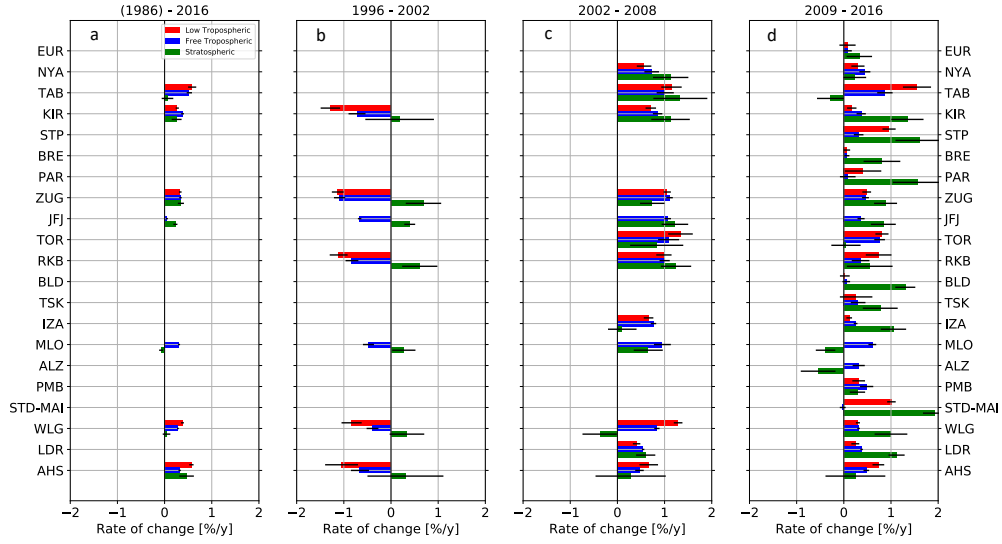 (1986) - 2016
1996 - 2002
2002 - 2008
2009 - 2016
a
b
c
d
Low Tropospheric
Free Tropospheric
Stratospheric
EUR
NYA
TAB
KIR
STP
BRE
PAR
ZUG
JFJ
TOR
RKB
BLD
TSK
IZA
MLO
ALZ
PMB
STD-MAI
WLG
LDR
AHS
EUR
NYA
TAB
KIR
STP
BRE
PAR
ZUG
JFJ
TOR
RKB
BLD
TSK
IZA
MLO
ALZ
PMB
STD-MAI
WLG
LDR
AHS
−2 −1 0 1 2
−2 −1 0 1 2
−2 −1 0 1 2
−2 −1 0 1 2
Rate of change [%/y]
Rate of change [%/y]
Rate of change [%/y]
Rate of change [%/y]